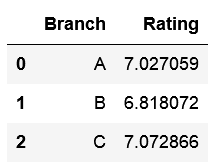 Branch Rating
0 A 7.027059
1 B 6.818072
2 C 7.072866